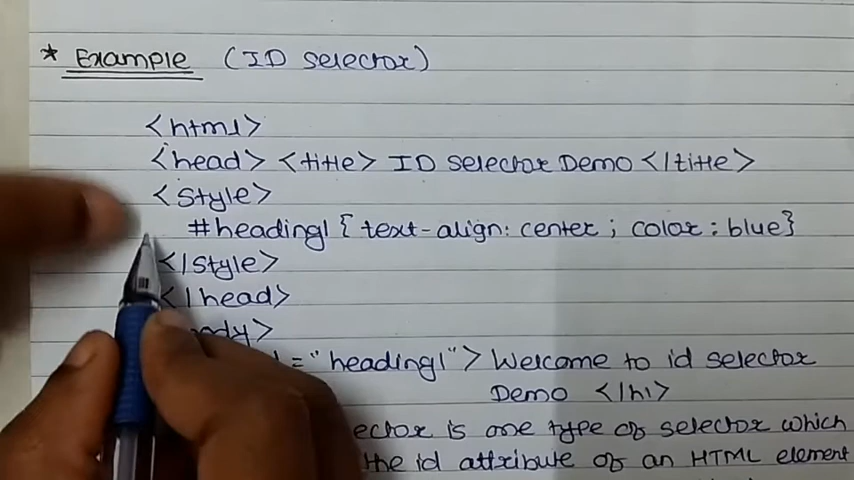 * Example (ID selector)
<html>
<head> <title> ID selector Demo </title>
<style>
#heading1 { text-align: center ; color : blue}
</style>
</head>
ody>
= "heading1"> Welcome to id selector
Demo </h1>
ector is one type of selector which
the id attribute of an HTML element